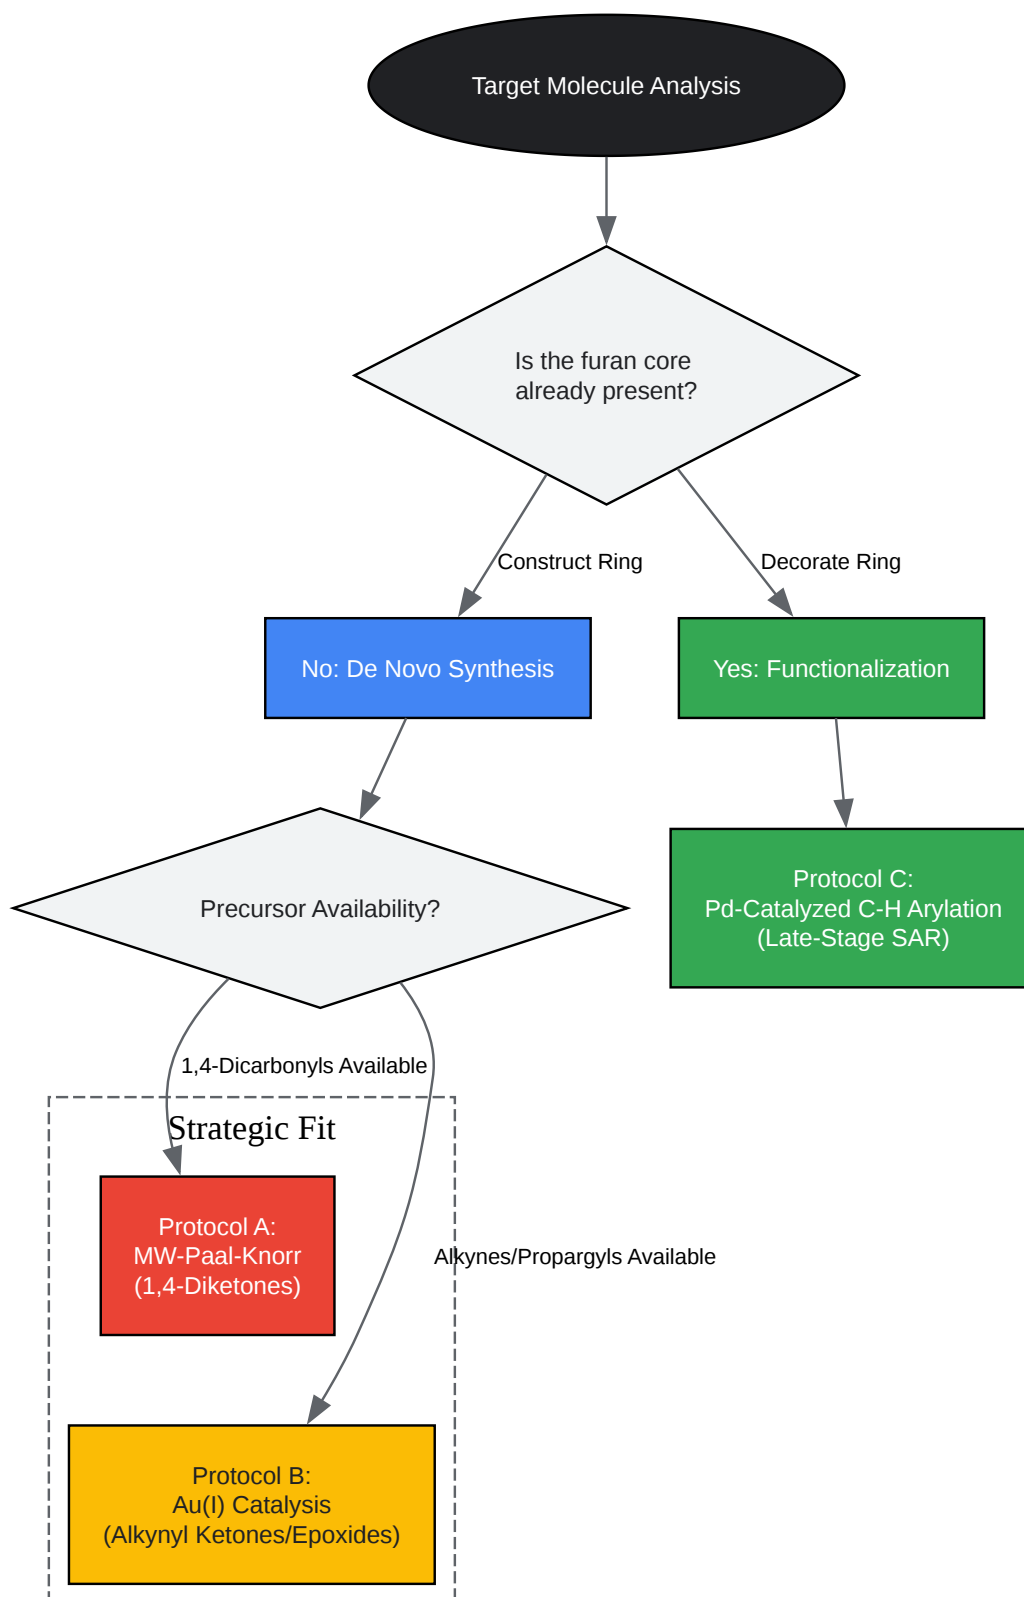 Target Molecule Analysis
Is the furan core
already present?
Construct Ring
Decorate Ring
No: De Novo Synthesis
Yes: Functionalization
Precursor Availability?
Protocol C:
Pd-Catalyzed C-H Arylation
(Late-Stage SAR)
1,4-Dicarbonyls Available
Strategic Fit
Protocol A:
MW-Paal-Knorr
(1,4-Diketones)
Alkynes/Propargyls Available
Protocol B:
Au(I) Catalysis
(Alkynyl Ketones/Epoxides)